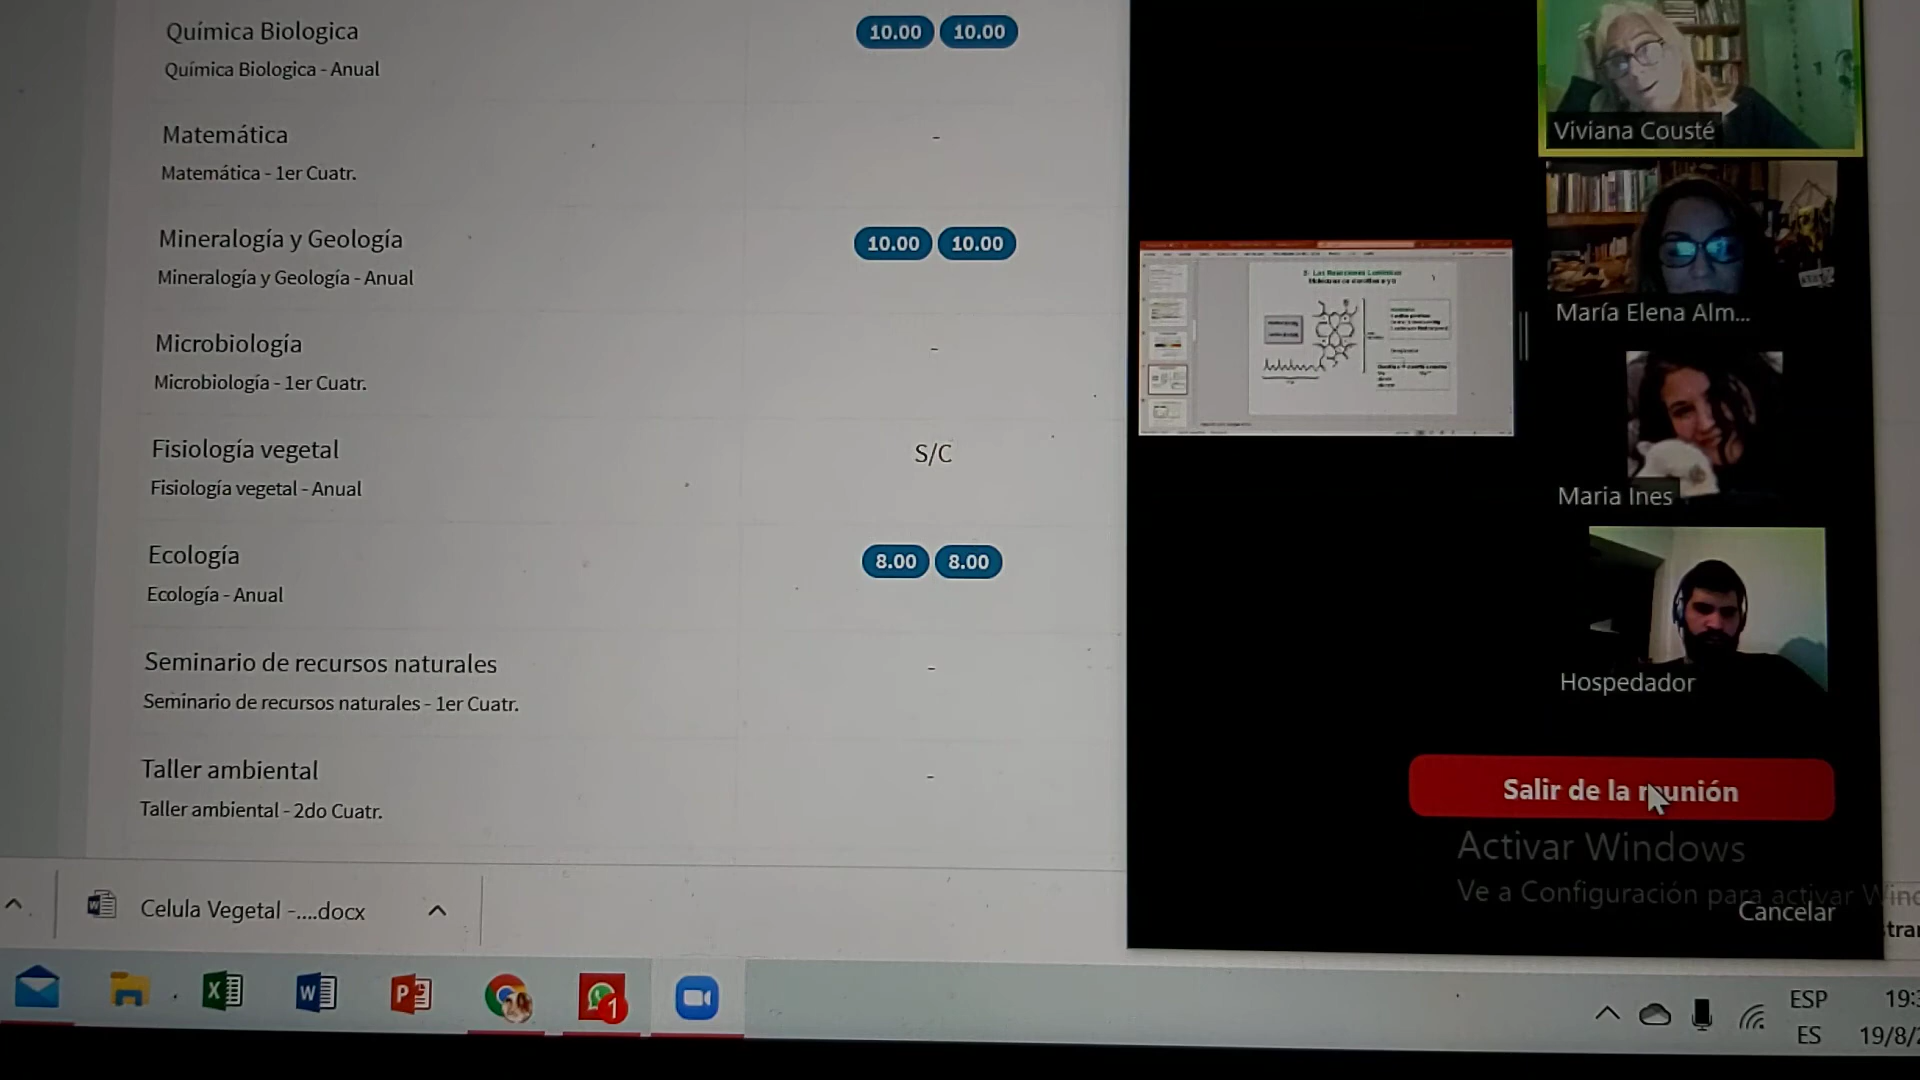 Química Biologica
10.00 10.00
Química Biologica - Anual
Matemática
-
Matemática - 1er Cuatr.
Mineralogía y Geología
10.00 10.00
Mineralogía y Geología - Anual
Microbiología
-
Microbiología - 1er Cuatr.
Fisiología vegetal
S/C
Fisiología vegetal - Anual
Ecología
8.00 8.00
Ecología - Anual
Seminario de recursos naturales
-
Seminario de recursos naturales - 1er Cuatr.
Taller ambiental
-
Taller ambiental - 2do Cuatr.
Celula Vegetal -....docx
Viviana Cousté
María Elena Alm...
Maria Ines
Hospedador
Salir de la reunión
Activar Windows
Ve a Configuración para activar
Cancelar
1
ESP
ES
19/8/